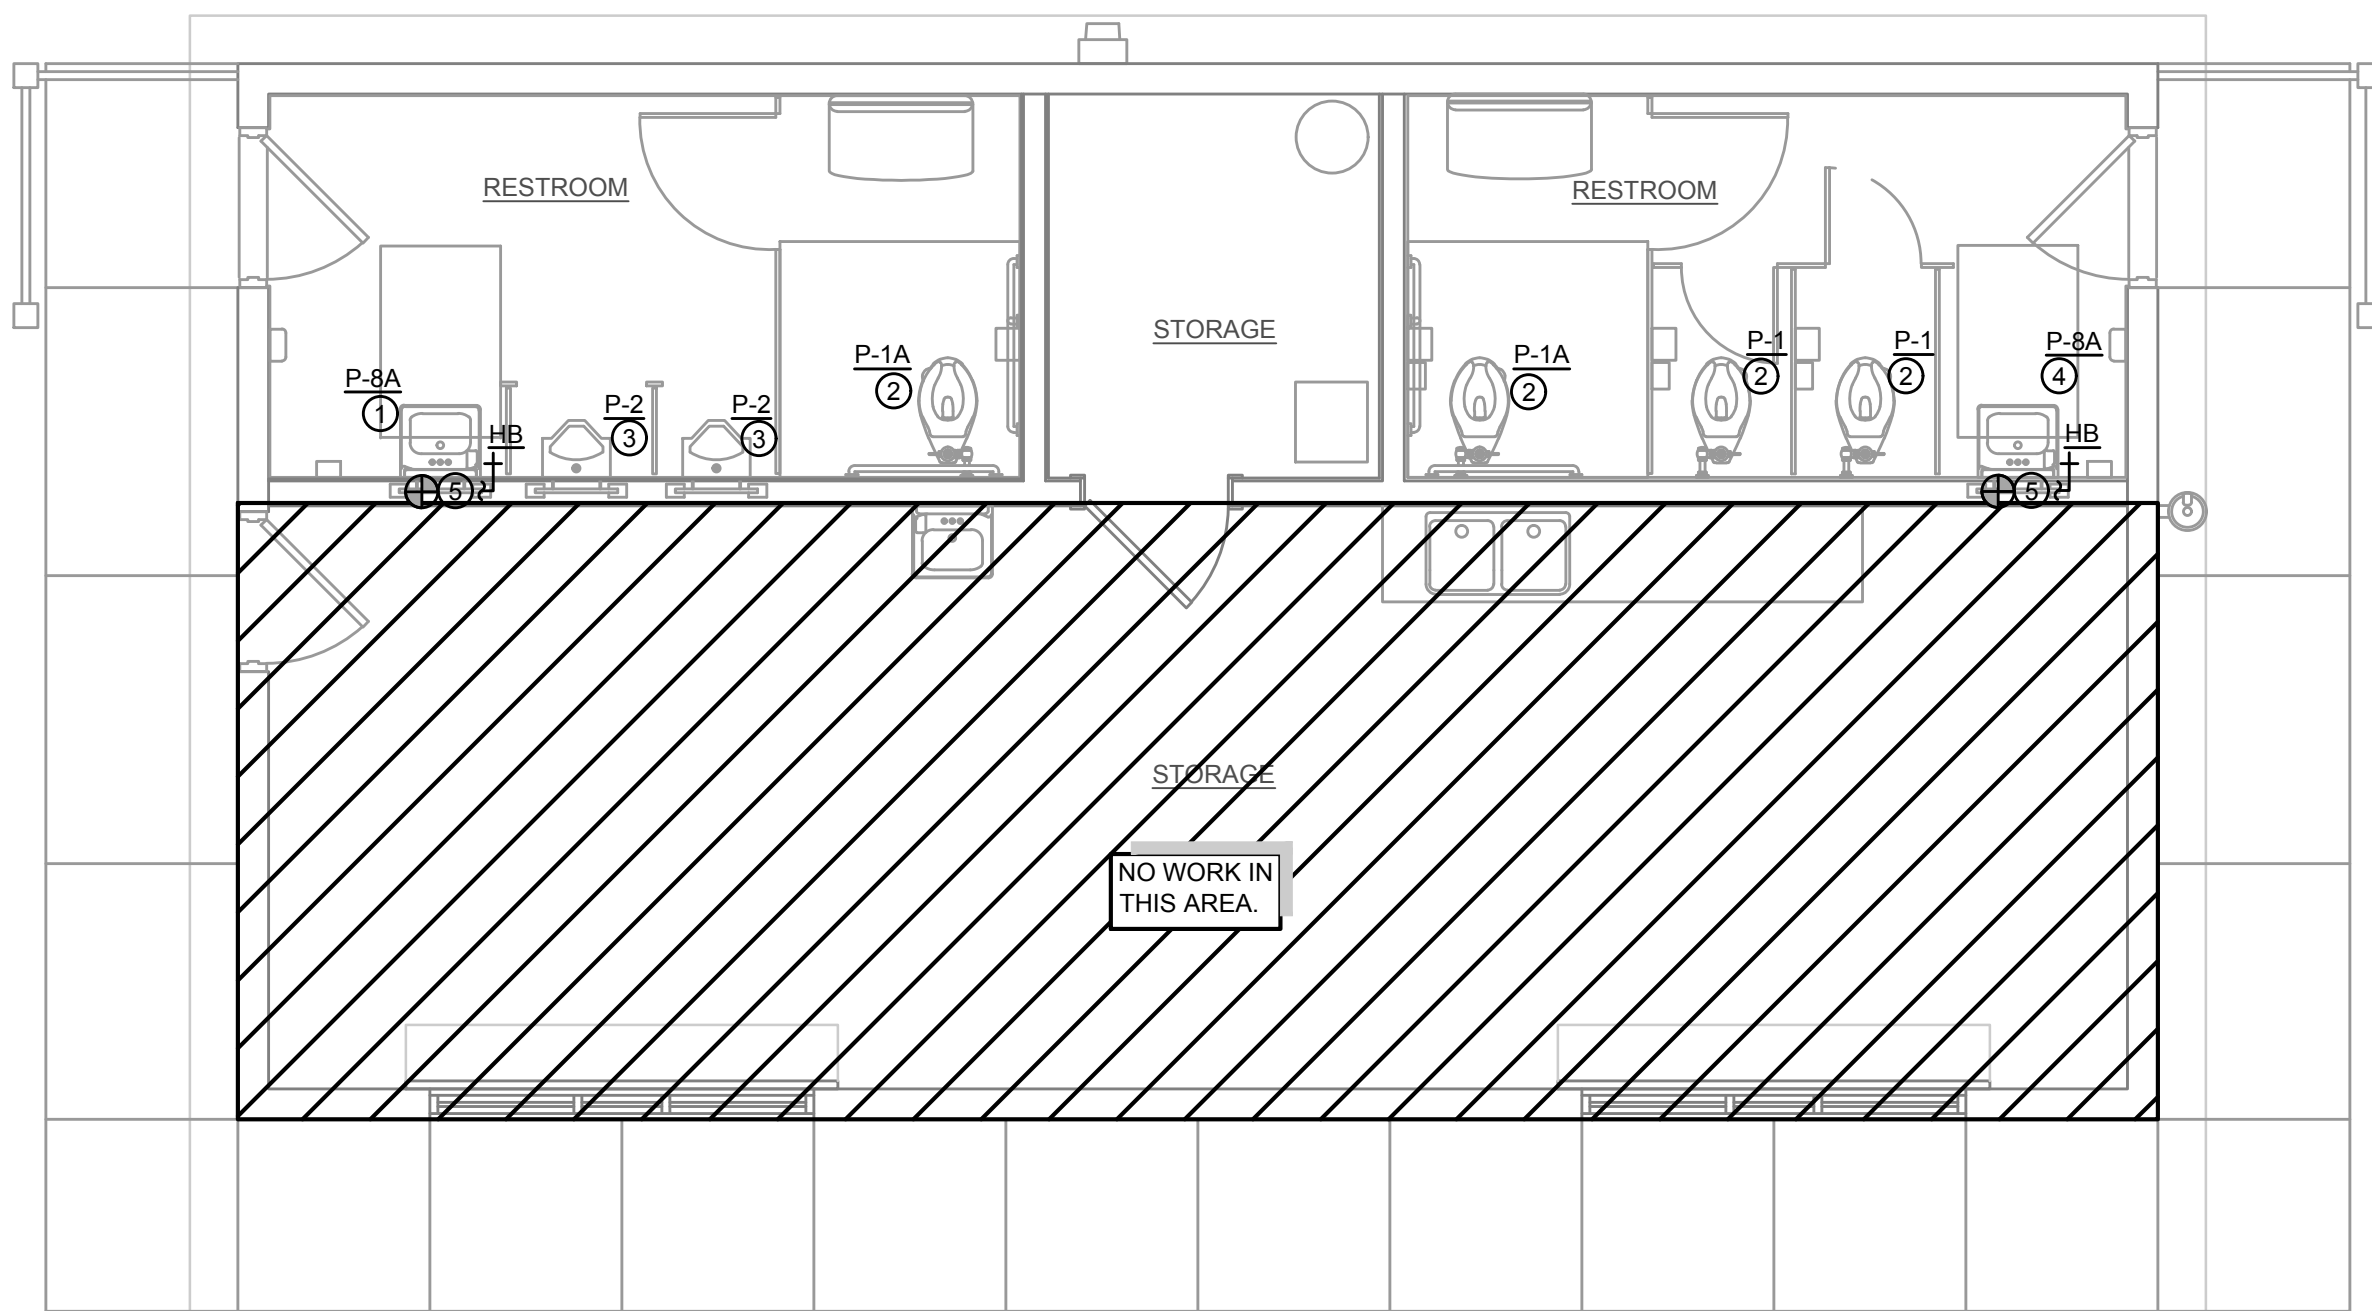 RESTROOM
RESTROOM
STORAGE
P-8A
1
P-2
3
P-2
3
P-1A
2
HB
5
P-1A
2
P-1
2
P-1
2
P-8A
4
HB
5
STORAGE
NO WORK IN
THIS AREA.